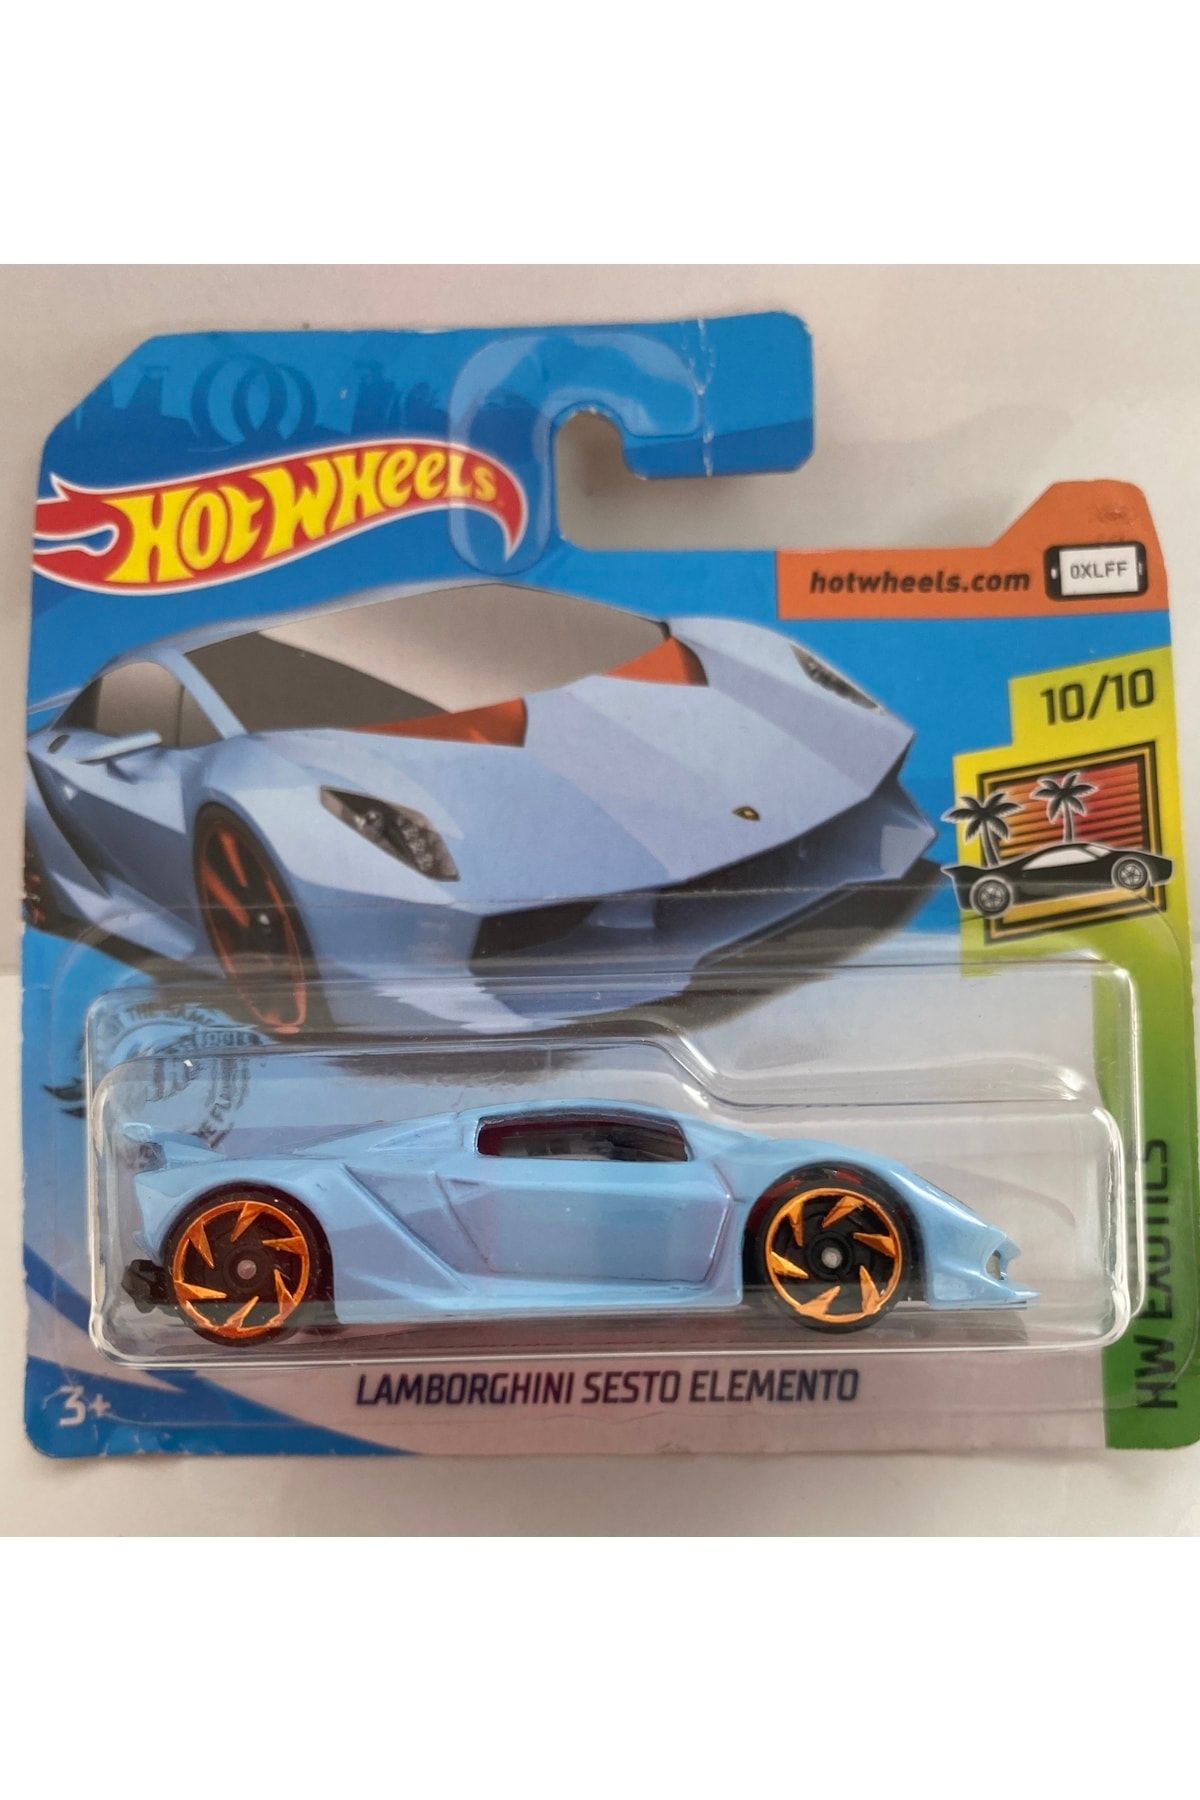 HOT WHEELS
hotwheels.com
0XLFF
10/10
HW EXOTICS
LAMBORGHINI SESTO ELEMENTO
3+